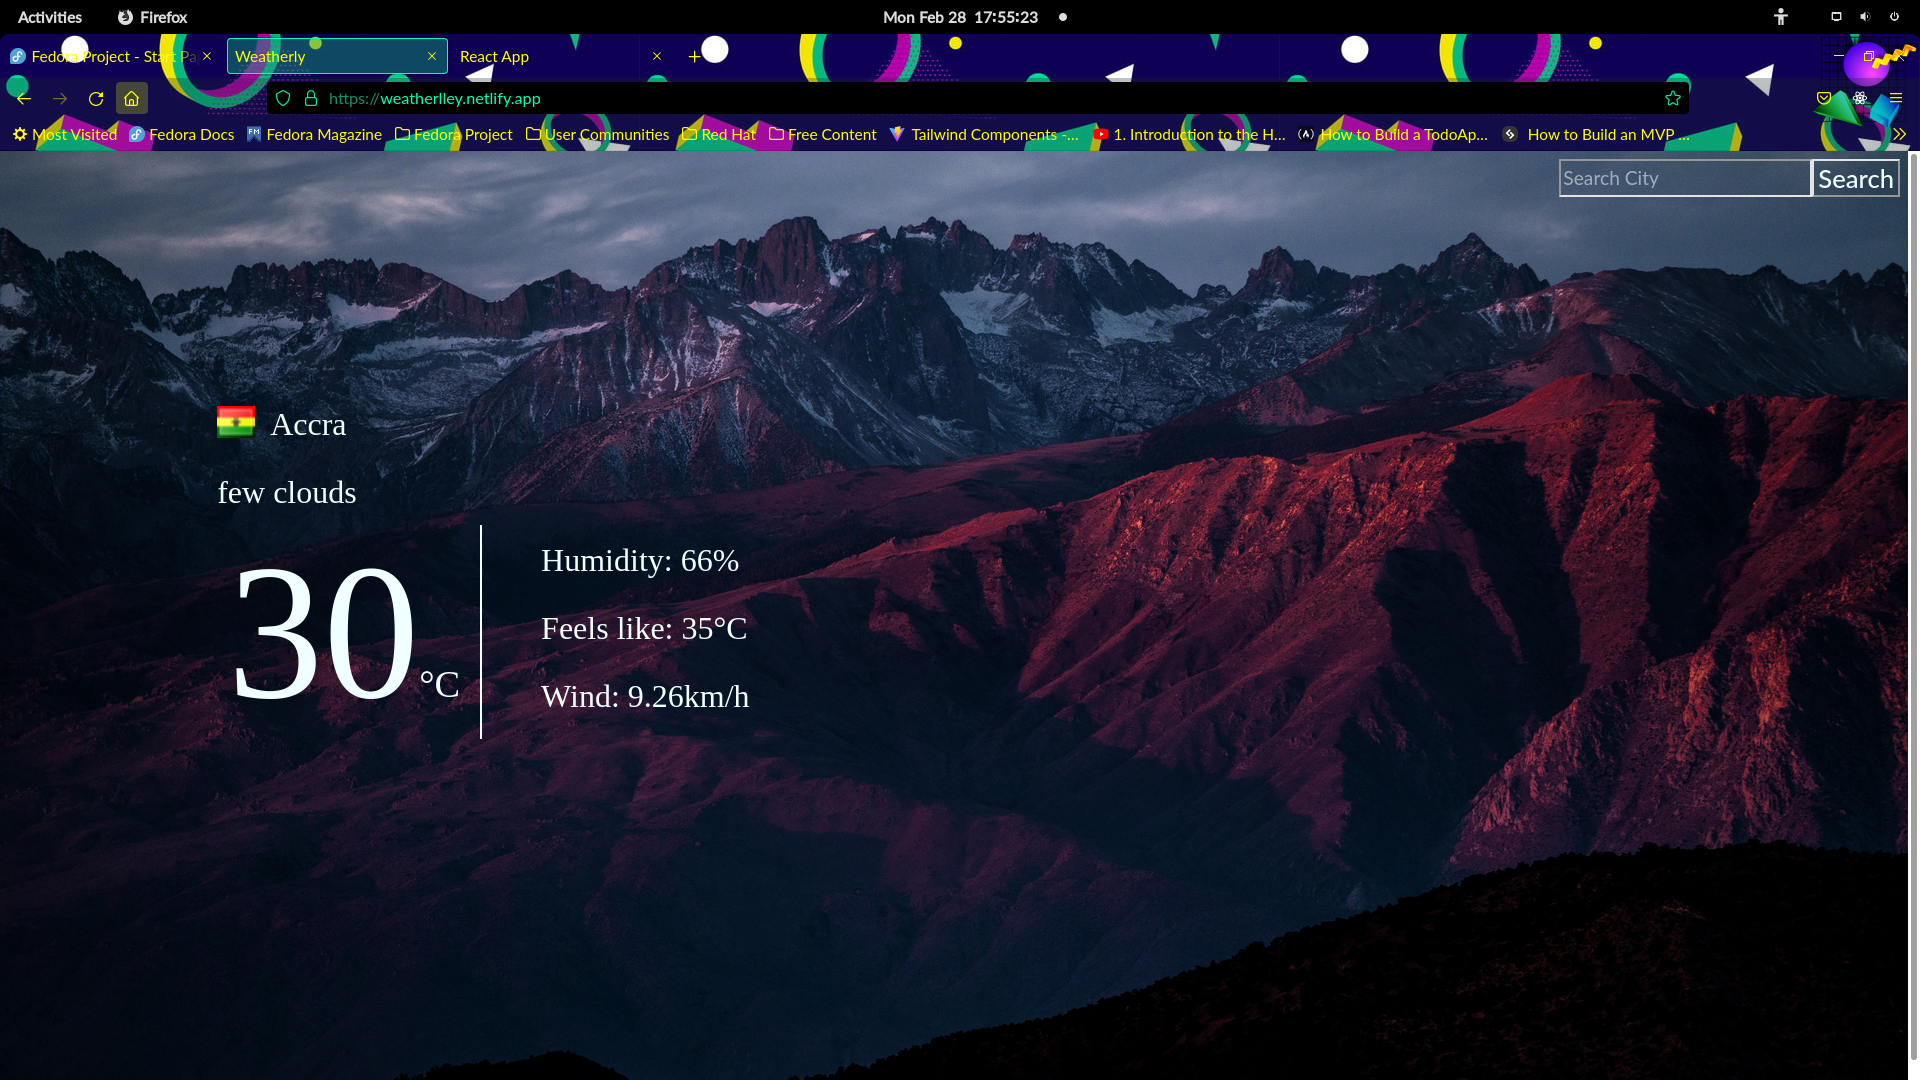 Activities Firefox Mon Feb 28 17:55:23
Fedora Project - Start Pa Weatherly React App
https://weatherlley.netlify.app
Most Visited Fedora Docs Fedora Magazine Fedora Project User Communities Red Hat Free Content Tailwind Components -... 1. Introduction to the H... How to Build a TodoAp... How to Build an MVP ...
Search City Search
Accra
few clouds
30 °C
Humidity: 66%
Feels like: 35°C
Wind: 9.26km/h